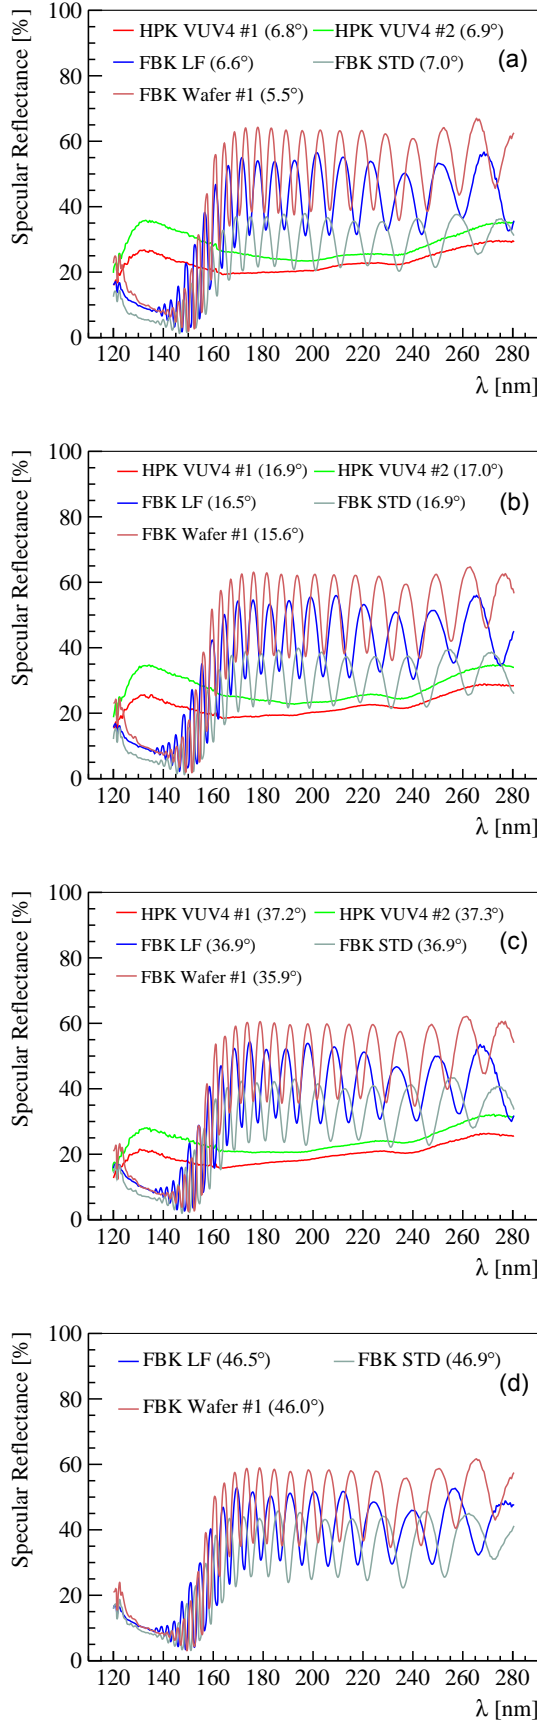 Specular Reflectance [%]
HPK VUV4 #1 (6.8°) HPK VUV4 #2 (6.9°)
FBK LF (6.6°) FBK STD (7.0°) (a)
FBK Wafer #1 (5.5°)
100
80
60
40
20
0
120 140 160 180 200 220 240 260 280
λ [nm]
Specular Reflectance [%]
HPK VUV4 #1 (16.9°) HPK VUV4 #2 (17.0°)
FBK LF (16.5°) FBK STD (16.9°) (b)
FBK Wafer #1 (15.6°)
100
80
60
40
20
0
120 140 160 180 200 220 240 260 280
λ [nm]
Specular Reflectance [%]
HPK VUV4 #1 (37.2°) HPK VUV4 #2 (37.3°)
FBK LF (36.9°) FBK STD (36.9°) (c)
FBK Wafer #1 (35.9°)
100
80
60
40
20
0
120 140 160 180 200 220 240 260 280
λ [nm]
Specular Reflectance [%]
FBK LF (46.5°) FBK STD (46.9°)
(d)
FBK Wafer #1 (46.0°)
100
80
60
40
20
0
120 140 160 180 200 220 240 260 280
λ [nm]